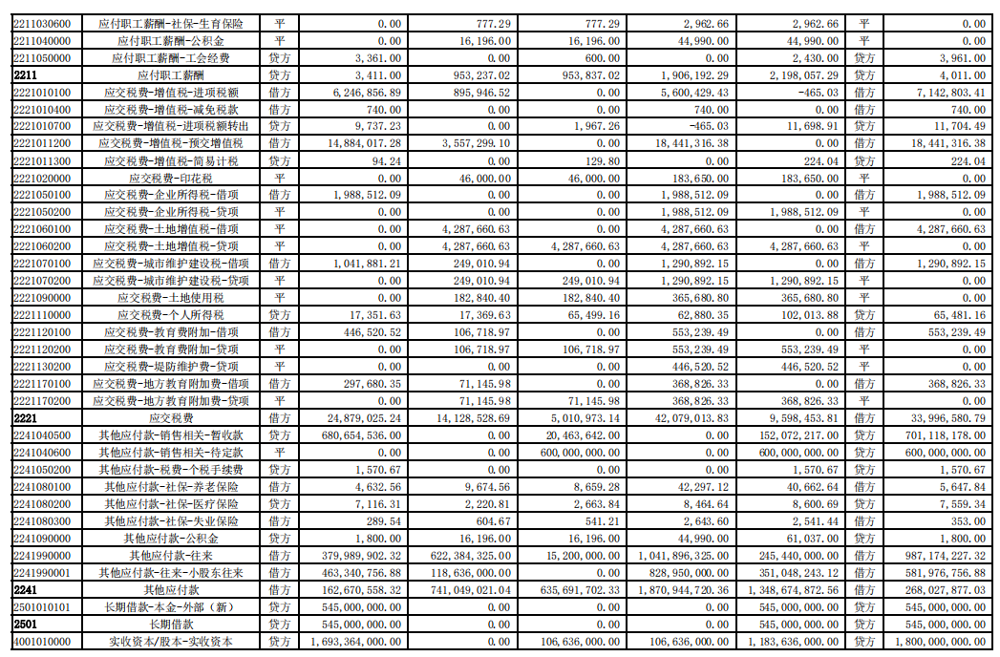 2211030600 应付职工薪酬-社保-生育保险 平 0.00 777.29 777.29 2,962.66 2,962.66 平 0.00
2211040000 应付职工薪酬-公积金 平 0.00 16,196.00 16,196.00 44,990.00 44,990.00 平 0.00
2211050000 应付职工薪酬-工会经费 贷方 3,361.00 0.00 600.00 0.00 2,430.00 贷方 3,961.00
2211 应付职工薪酬 贷方 3,411.00 953,237.02 953,837.02 1,906,192.29 2,198,057.29 贷方 4,011.00
2221010100 应交税费-增值税-进项税额 借方 6,246,856.89 895,946.52 0.00 5,600,429.43 -465.03 借方 7,142,803.41
2221010400 应交税费-增值税-减免税款 借方 740.00 0.00 0.00 740.00 0.00 借方 740.00
2221010700 应交税费-增值税-进项税额转出 贷方 9,737.23 0.00 1,967.26 -465.03 11,698.91 贷方 11,704.49
2221011200 应交税费-增值税-预交增值税 借方 14,884,017.28 3,557,299.10 0.00 18,441,316.38 0.00 借方 18,441,316.38
2221011300 应交税费-增值税-简易计税 贷方 94.24 0.00 129.80 0.00 224.04 贷方 224.04
2221020000 应交税费-印花税 平 0.00 46,000.00 46,000.00 183,650.00 183,650.00 平 0.00
2221050100 应交税费-企业所得税-借项 借方 1,988,512.09 0.00 0.00 1,988,512.09 0.00 借方 1,988,512.09
2221050200 应交税费-企业所得税-贷项 平 0.00 0.00 0.00 1,988,512.09 1,988,512.09 平 0.00
2221060100 应交税费-土地增值税-借项 平 0.00 4,287,660.63 0.00 4,287,660.63 0.00 借方 4,287,660.63
2221060200 应交税费-土地增值税-贷项 平 0.00 4,287,660.63 4,287,660.63 4,287,660.63 4,287,660.63 平 0.00
2221070100 应交税费-城市维护建设税-借项 借方 1,041,881.21 249,010.94 0.00 1,290,892.15 0.00 借方 1,290,892.15
2221070200 应交税费-城市维护建设税-贷项 平 0.00 249,010.94 249,010.94 1,290,892.15 1,290,892.15 平 0.00
2221090000 应交税费-土地使用税 平 0.00 182,840.40 182,840.40 365,680.80 365,680.80 平 0.00
2221110000 应交税费-个人所得税 贷方 17,351.63 17,369.63 65,499.16 62,880.35 102,013.88 贷方 65,481.16
2221120100 应交税费-教育费附加-借项 借方 446,520.52 106,718.97 0.00 553,239.49 0.00 借方 553,239.49
2221120200 应交税费-教育费附加-贷项 平 0.00 106,718.97 106,718.97 553,239.49 553,239.49 平 0.00
2221130200 应交税费-堤防维护费-贷项 平 0.00 0.00 0.00 446,520.52 446,520.52 平 0.00
2221170100 应交税费-地方教育附加费-借项 借方 297,680.35 71,145.98 0.00 368,826.33 0.00 借方 368,826.33
2221170200 应交税费-地方教育附加费-贷项 平 0.00 71,145.98 71,145.98 368,826.33 368,826.33 平 0.00
2221 应交税费 借方 24,879,025.24 14,128,528.69 5,010,973.14 42,079,013.83 9,598,453.81 借方 33,996,580.79
2241040500 其他应付款-销售相关-暂收款 贷方 680,654,536.00 0.00 20,463,642.00 0.00 152,072,217.00 贷方 701,118,178.00
2241040600 其他应付款-销售相关-待定款 平 0.00 0.00 600,000,000.00 0.00 600,000,000.00 贷方 600,000,000.00
2241050200 其他应付款-税费-个税手续费 贷方 1,570.67 0.00 0.00 0.00 1,570.67 贷方 1,570.67
2241080100 其他应付款-社保-养老保险 借方 4,632.56 9,674.56 8,659.28 42,297.12 40,662.64 借方 5,647.84
2241080200 其他应付款-社保-医疗保险 贷方 7,116.31 2,220.81 2,663.84 8,464.64 8,600.69 贷方 7,559.34
2241080300 其他应付款-社保-失业保险 借方 289.54 604.67 541.21 2,643.60 2,541.44 借方 353.00
2241090000 其他应付款-公积金 贷方 1,800.00 16,196.00 16,196.00 44,990.00 61,037.00 贷方 1,800.00
2241990000 其他应付款-往来 借方 379,989,902.32 622,384,325.00 15,200,000.00 1,041,896,325.00 245,440,000.00 借方 987,174,227.32
2241990001 其他应付款-往来-小股东往来 借方 463,340,756.88 118,636,000.00 0.00 828,950,000.00 351,048,243.12 借方 581,976,756.88
2241 其他应付款 借方 162,670,558.32 741,049,021.04 635,691,702.33 1,870,944,720.36 1,348,674,872.56 借方 268,027,877.03
2501010101 长期借款-本金-外部（新） 贷方 545,000,000.00 0.00 0.00 0.00 545,000,000.00 贷方 545,000,000.00
2501 长期借款 贷方 545,000,000.00 0.00 0.00 0.00 545,000,000.00 贷方 545,000,000.00
4001010000 实收资本/股本-实收资本 贷方 1,693,364,000.00 0.00 106,636,000.00 106,636,000.00 1,183,636,000.00 贷方 1,800,000,000.00